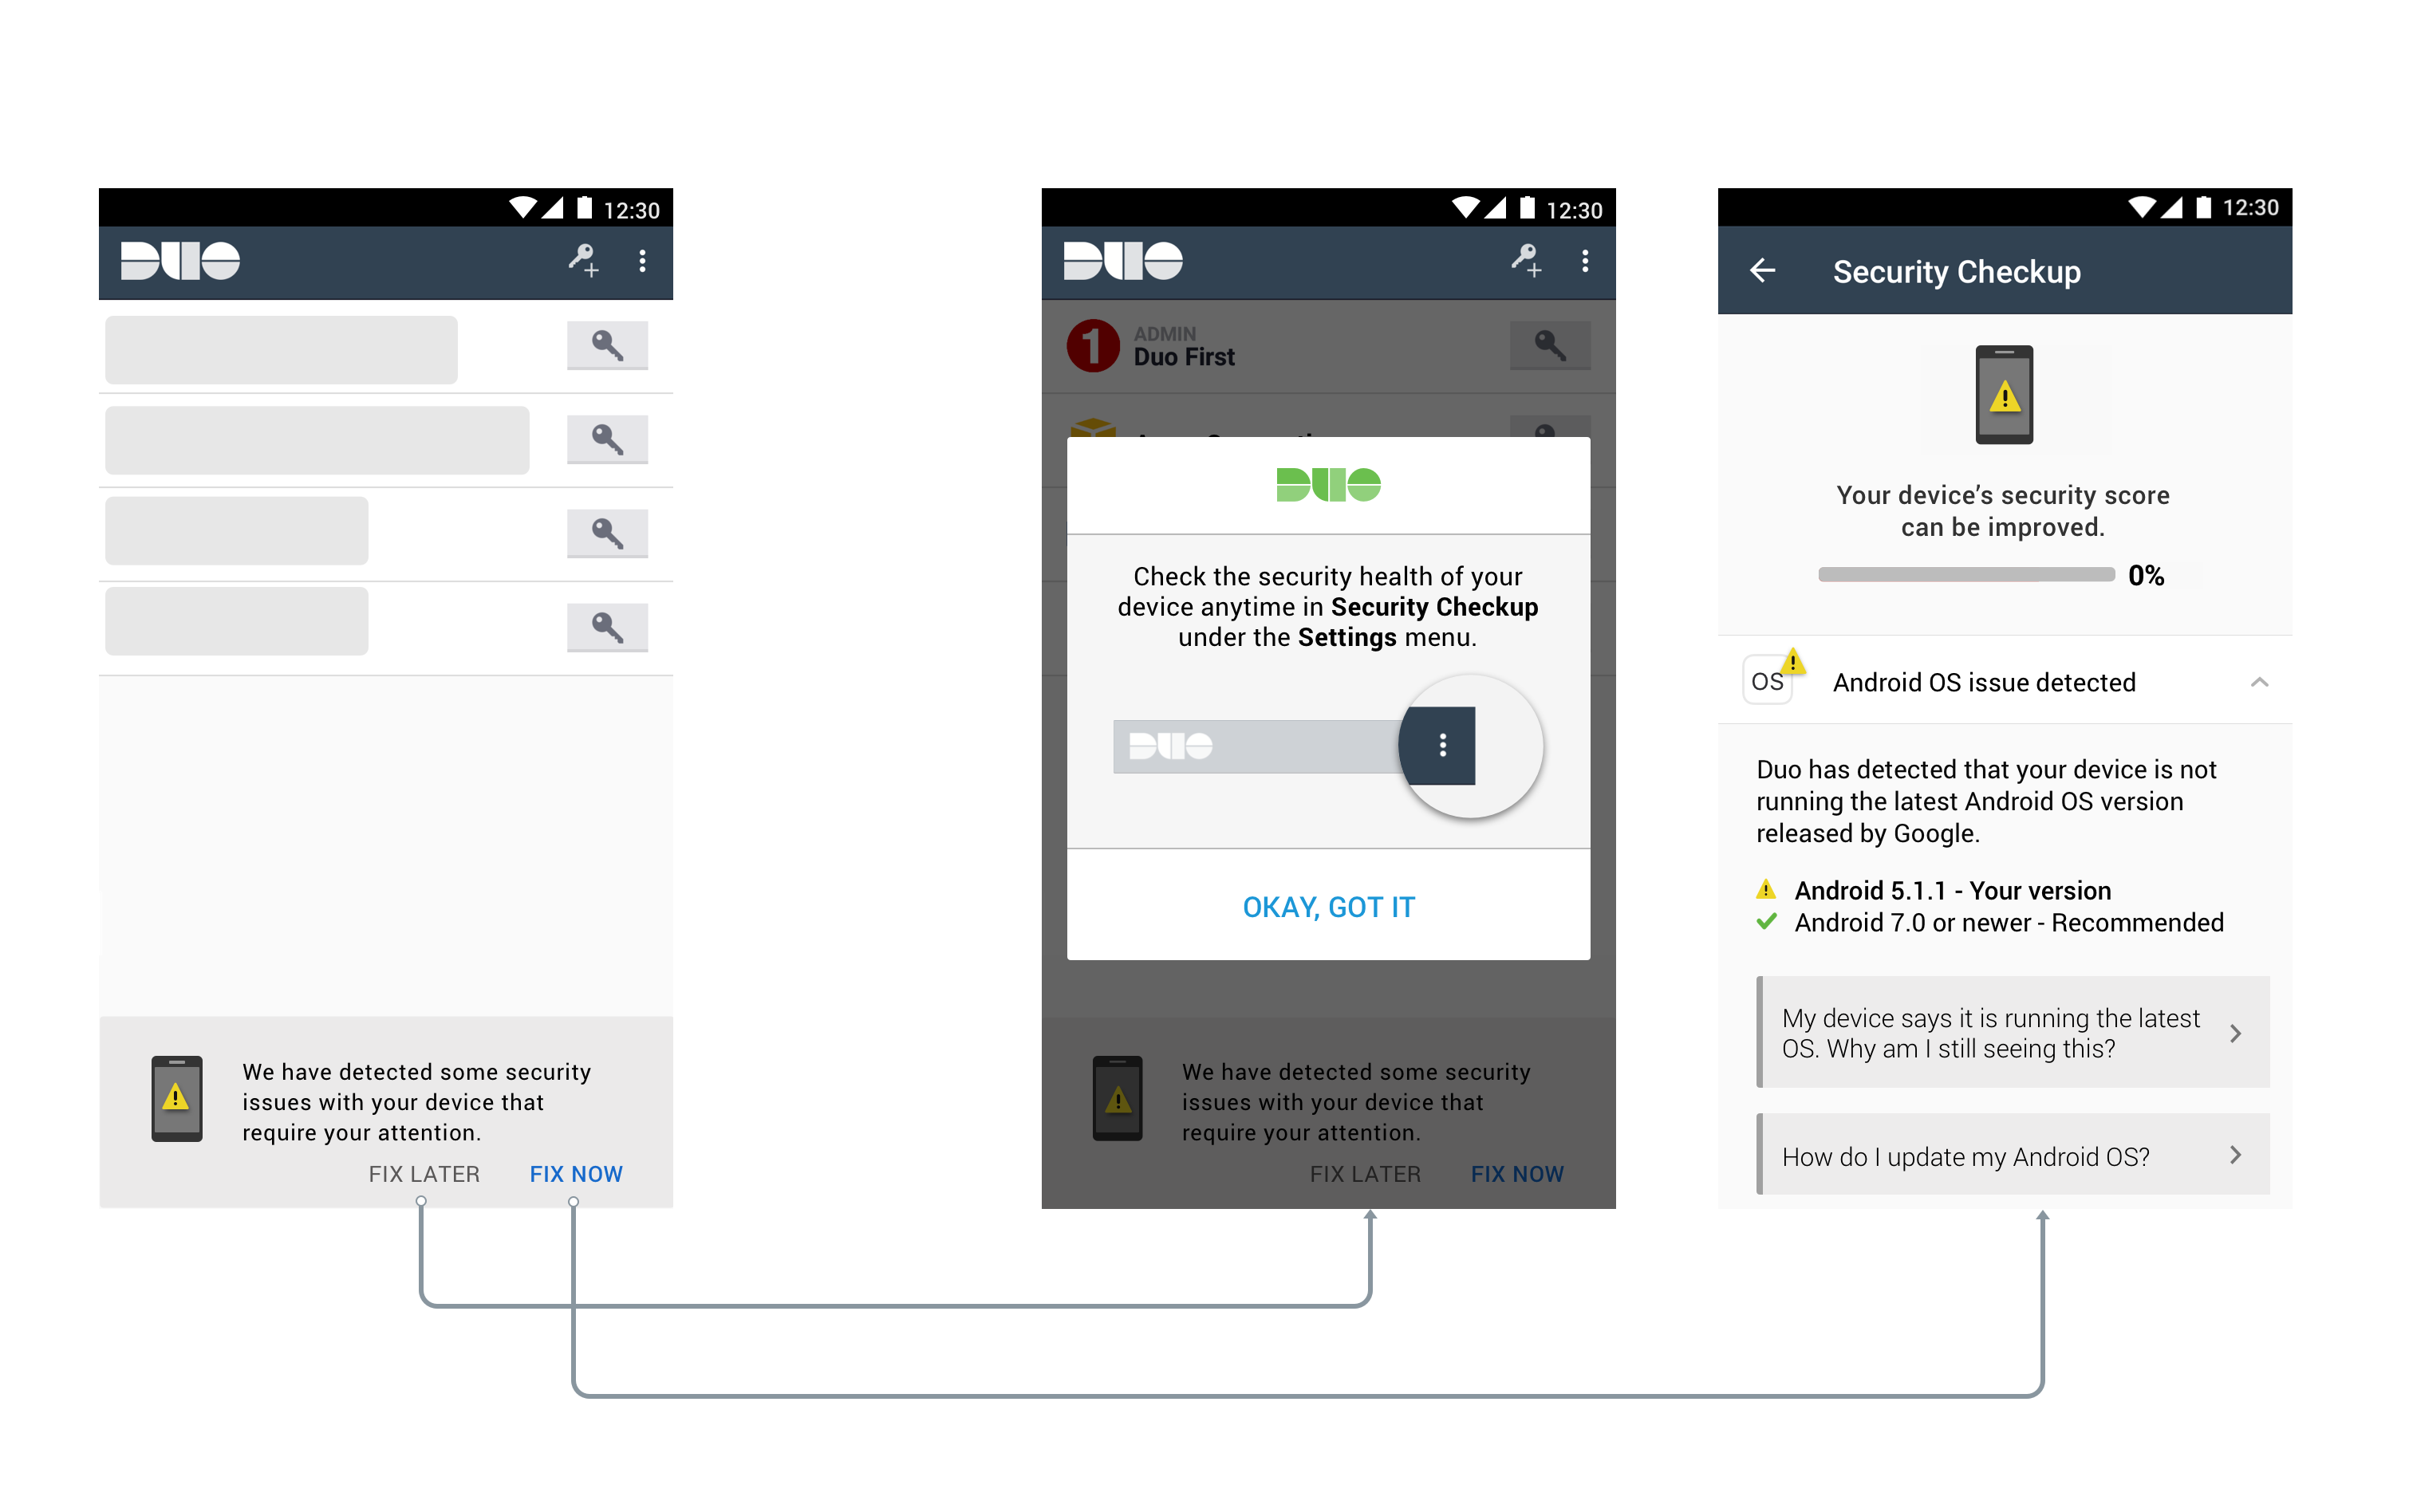 12:30
DUO
We have detected some security
issues with your device that
require your attention.
FIX LATER FIX NOW
12:30
DUO
1 ADMIN
Duo First
DUO
Check the security health of your
device anytime in Security Checkup
under the Settings menu.
DUO
OKAY, GOT IT
We have detected some security
issues with your device that
require your attention.
FIX LATER FIX NOW
12:30
Security Checkup
Your device’s security score
can be improved.
0%
OS Android OS issue detected
Duo has detected that your device is not
running the latest Android OS version
released by Google.
Android 5.1.1 - Your version
Android 7.0 or newer - Recommended
My device says it is running the latest
OS. Why am I still seeing this?
How do I update my Android OS?